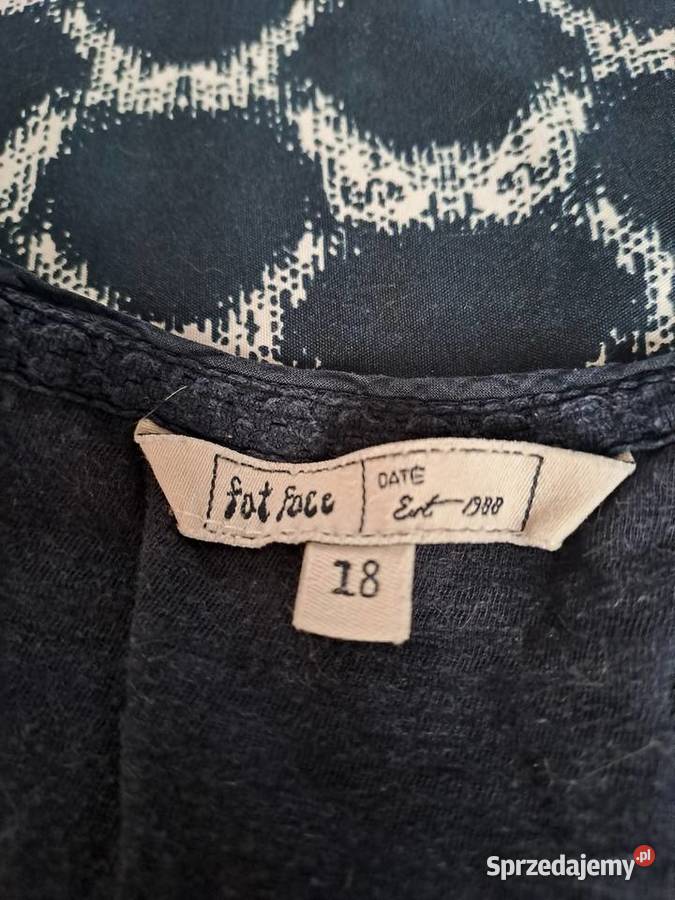 fat face
DATE
Est 1988
18
Sprzedajemy.pl